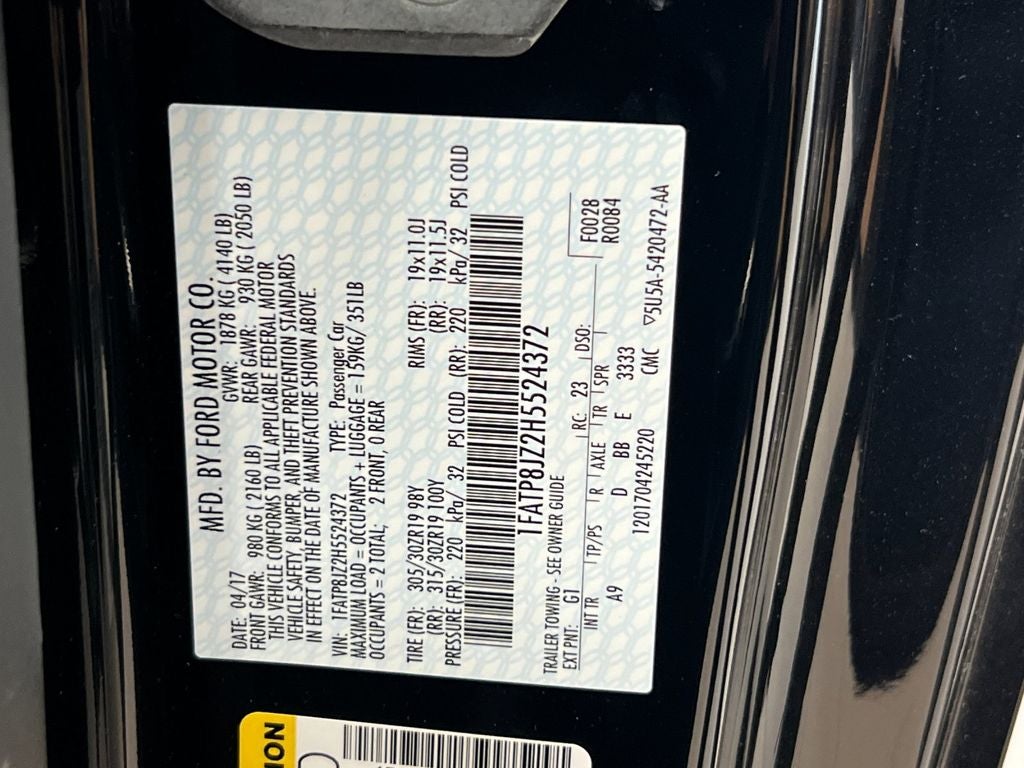 MFD. BY FORD MOTOR CO.
DATE: 04/17 GVWR: 1878 KG ( 4140 LB)
FRONT GAWR: 980 KG ( 2160 LB) REAR GAWR: 930 KG ( 2050 LB)
THIS VEHICLE CONFORMS TO ALL APPLICABLE FEDERAL MOTOR
VEHICLE SAFETY, BUMPER, AND THEFT PREVENTION STANDARDS
IN EFFECT ON THE DATE OF MANUFACTURE SHOWN ABOVE.
VIN: 1FATP8JZ2H5524372 TYPE: Passenger Car
MAXIMUM LOAD = OCCUPANTS + LUGGAGE = 159KG/ 351LB
OCCUPANTS = 2 TOTAL; 2 FRONT, 0 REAR
TIRE (FR): 305/30ZR19 98Y RIMS (FR): 19x11.0J
(RR): 315/30ZR19 100Y (RR): 19x11.5J
PRESSURE (FR): 220 kPa/ 32 PSI COLD (RR): 220 kPa/ 32 PSI COLD
1FATP8JZ2H5524372
TRAILER TOWING - SEE OWNER GUIDE
EXT PNT: G1 RC: 23 DSO: F0028
R0084
INT TR TP/PS R AXLE TR SPR
A9 D BB E 3333
120170424522O CMC ▽5U5A-5420472-AA
ION